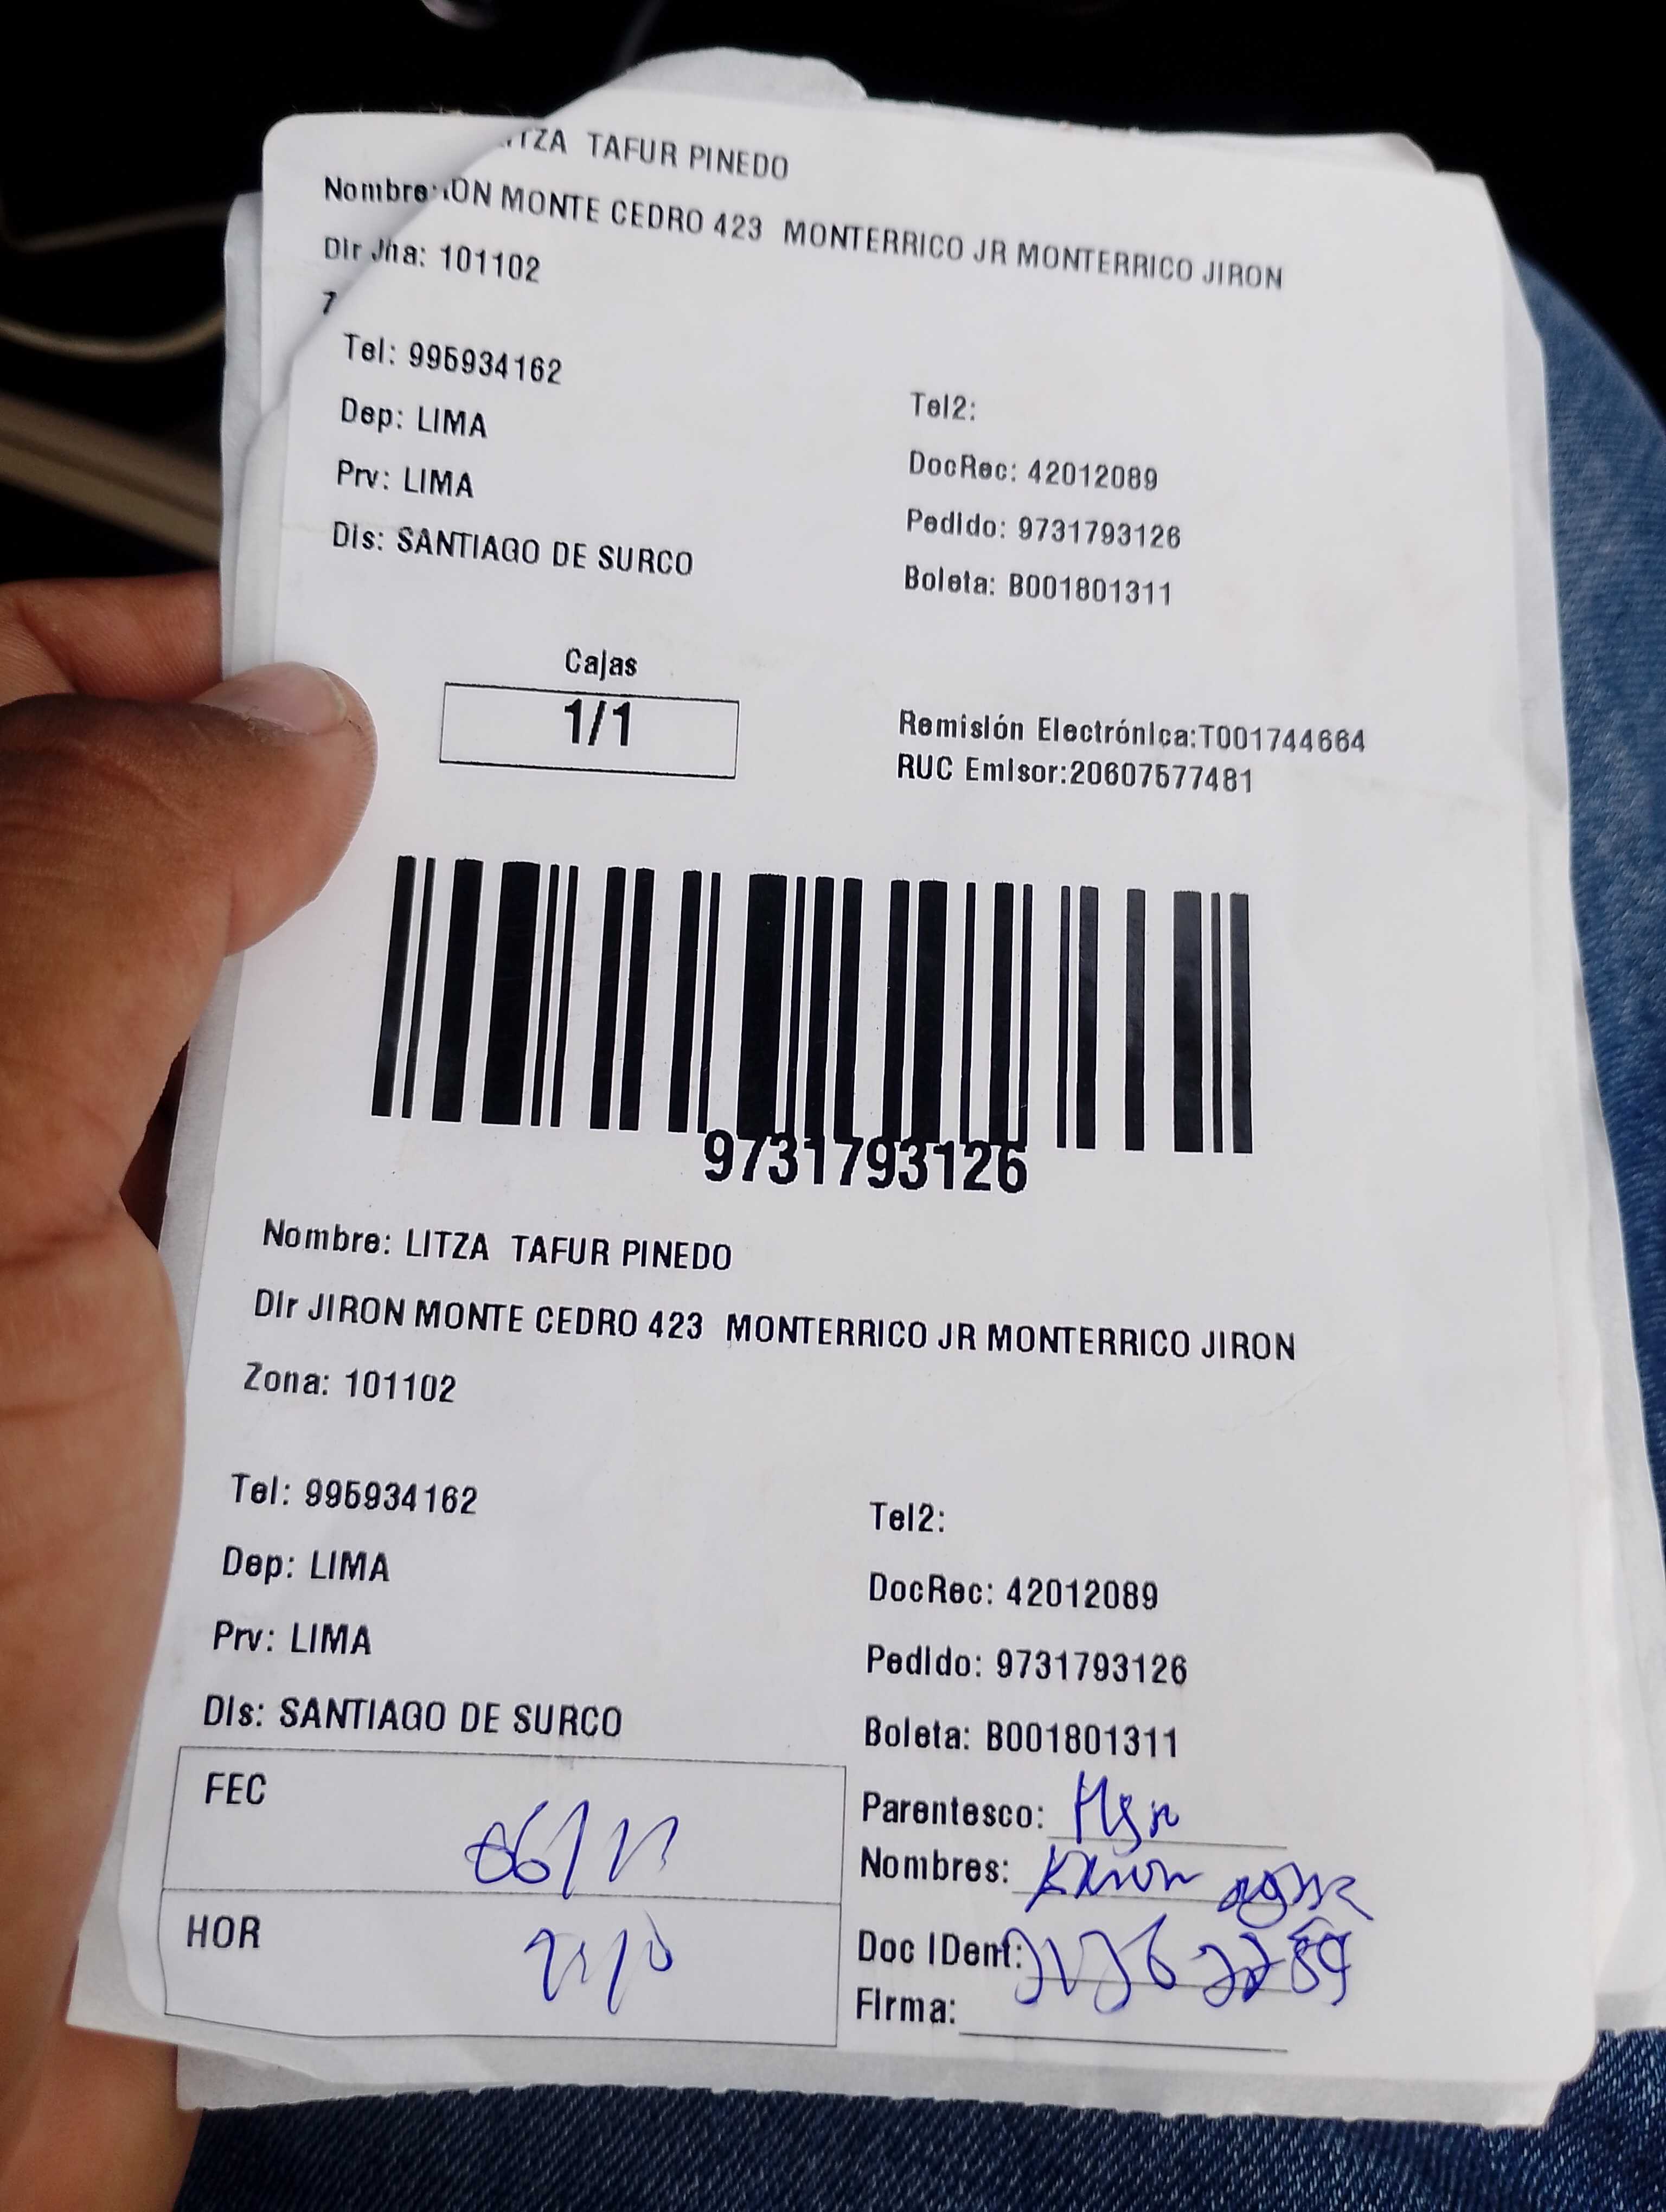 TAFUR PINEDO
Nombre: MONTE CEDRO 423 MONTERRICO JR MONTERRICO JIRON
Dir 101102
Tel: 995934162
Dep: LIMA
Tel2:
Prv: LIMA
DocRec: 42012089
Dis: SANTIAGO DE SURCO
Pedido: 9731793126
Boleta: B001801311
Cajas
1/1
Remisión Electrónica:T001744664
RUC Emisor:20607577481
9731793126
Nombre: LITZA TAFUR PINEDO
Dir JIRON MONTE CEDRO 423 MONTERRICO JR MONTERRICO JIRON
Zona: 101102
Tel: 995934162
Tel2:
Dep: LIMA
DocRec: 42012089
Prv: LIMA
Pedido: 9731793126
Dis: SANTIAGO DE SURCO
Boleta: B001801311
FEC
Parentesco:
Nombres:
HOR
Doc IDent:
Firma: